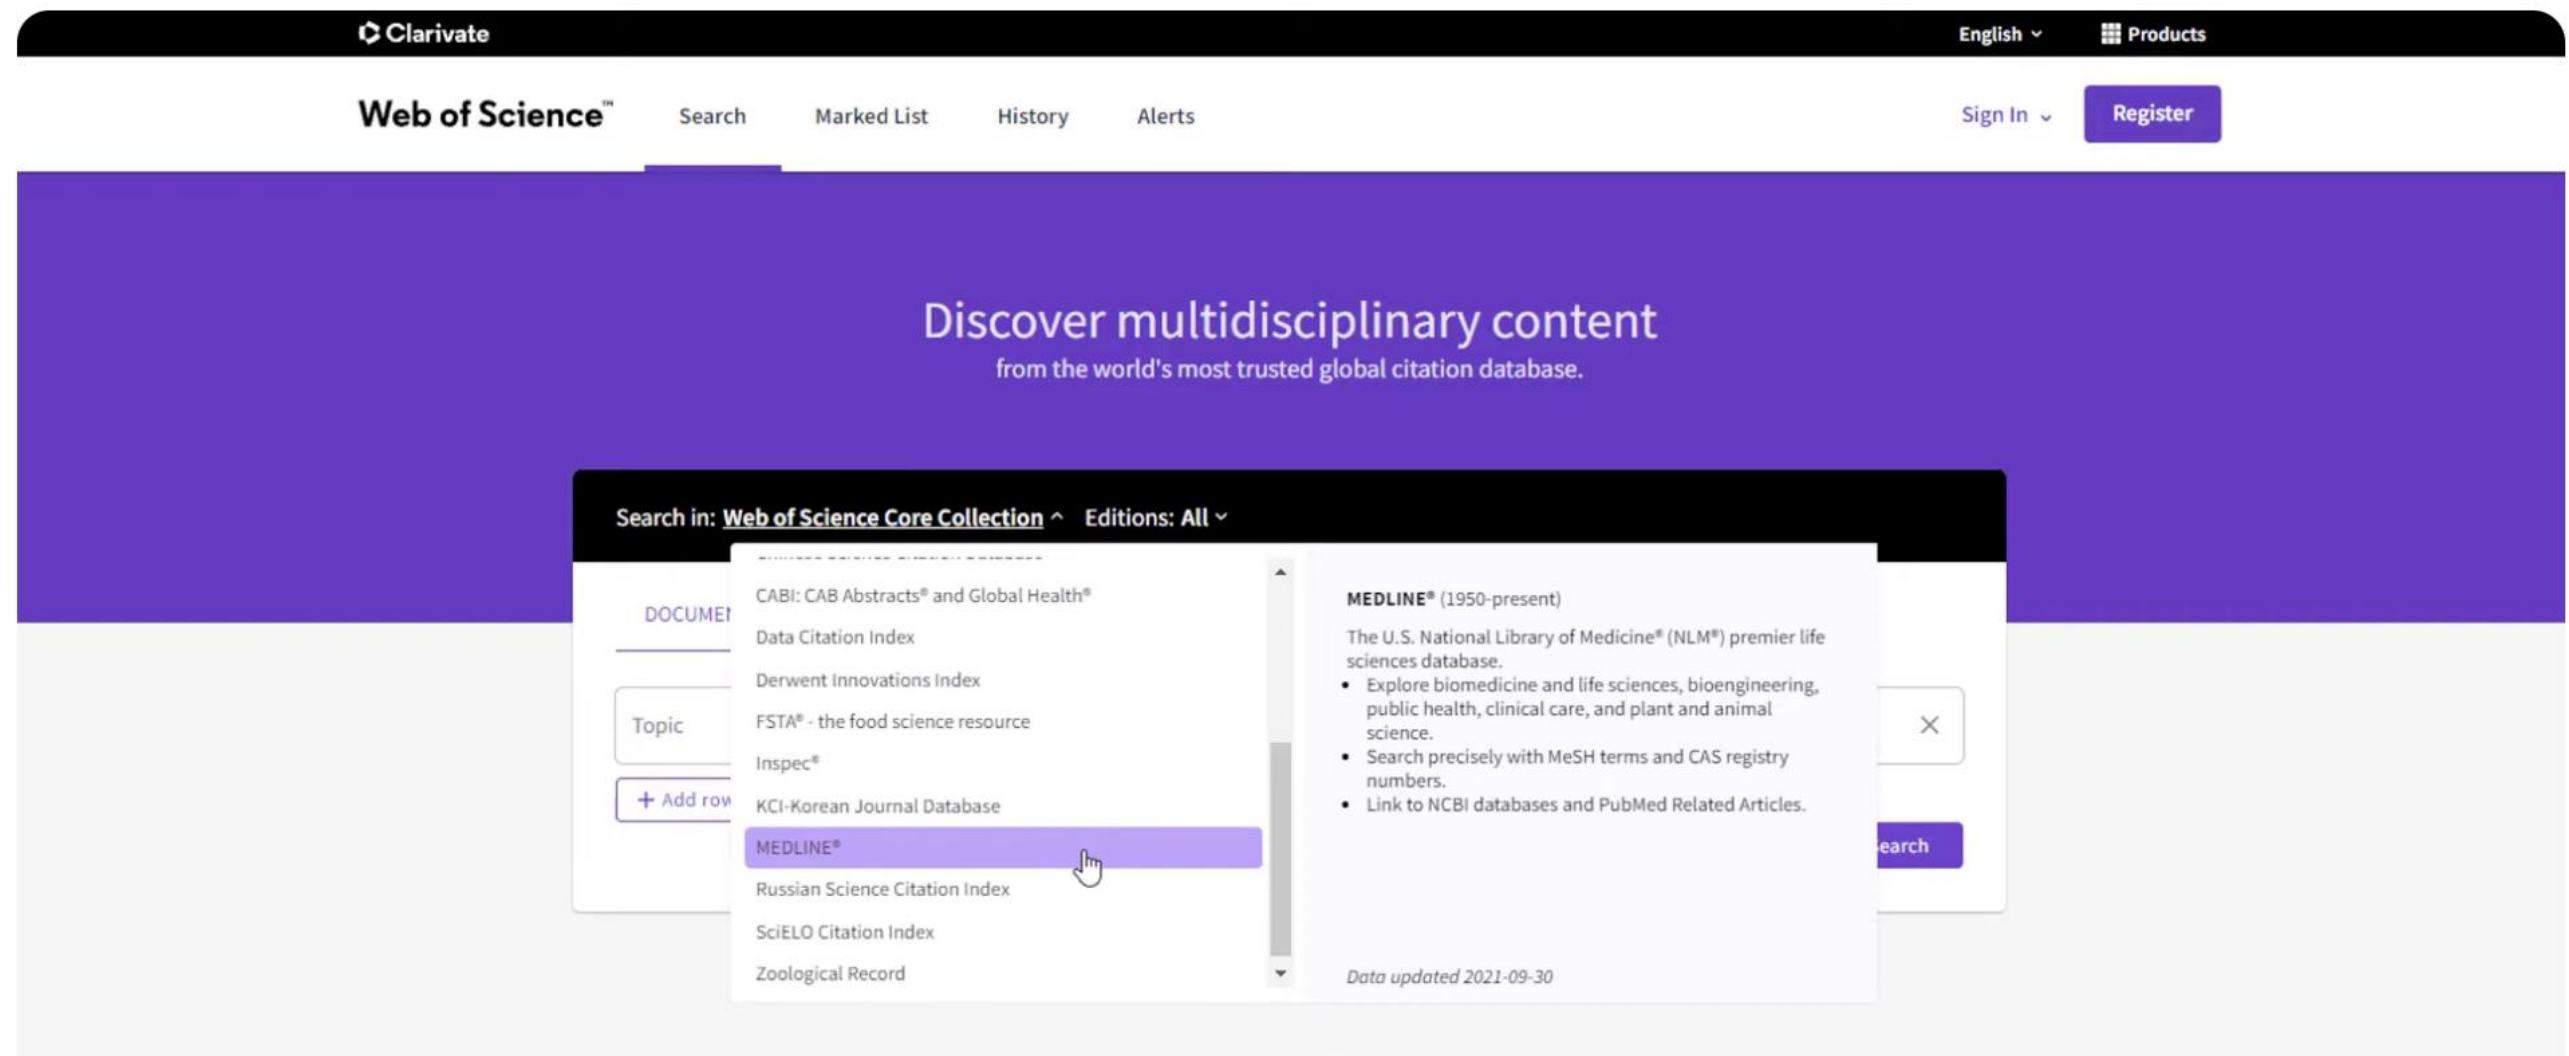 Clarivate
English
Products
Web of Science™
Search
Marked List
History
Alerts
Sign In
Register
Discover multidisciplinary content
from the world's most trusted global citation database.
Search in: Web of Science Core Collection Editions: All
CABI: CAB Abstracts® and Global Health®
Data Citation Index
Derwent Innovations Index
FSTA® - the food science resource
Inspec®
KCI-Korean Journal Database
MEDLINE®
Russian Science Citation Index
SciELO Citation Index
Zoological Record
MEDLINE® (1950-present)
The U.S. National Library of Medicine® (NLM®) premier life
sciences database.
• Explore biomedicine and life sciences, bioengineering,
public health, clinical care, and plant and animal
science.
• Search precisely with MeSH terms and CAS registry
numbers.
• Link to NCBI databases and PubMed Related Articles.
Data updated 2021-09-30
DOCUMEN
Topic
+ Add row
earch